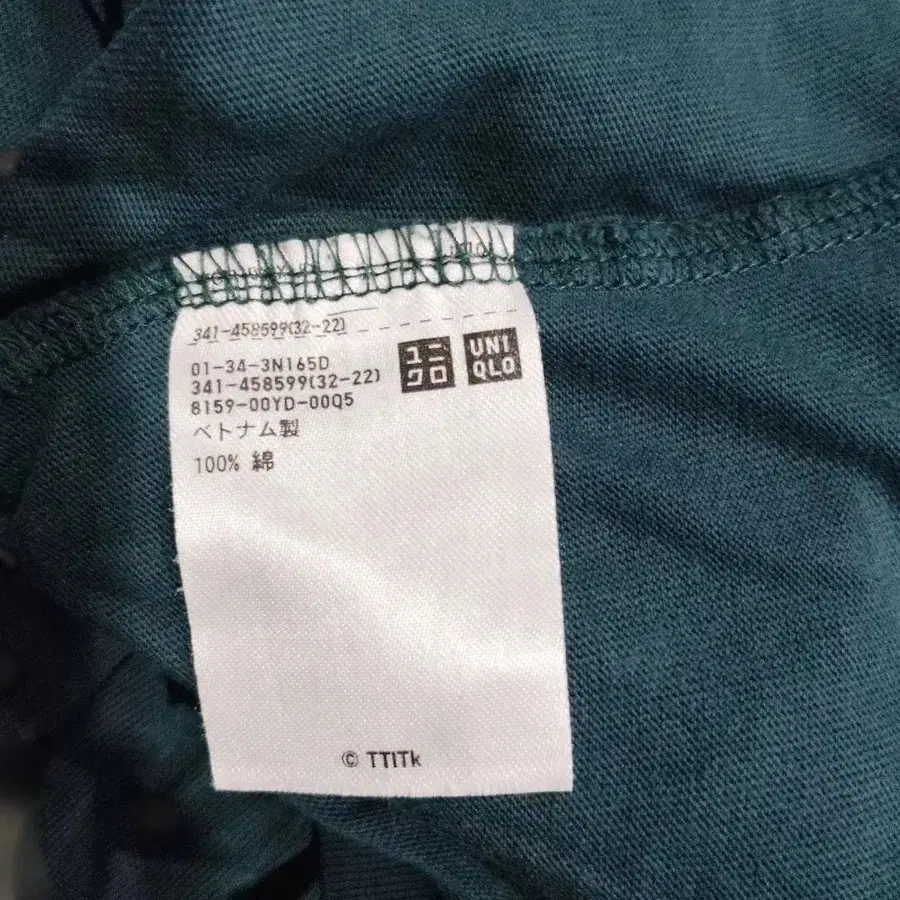 341-458599(32-22)
01-34-3N165D
341-458599(32-22)
8159-00YD-00Q5
ベトナム製
100% 綿
ユニ
クロ
UNI
QLO
© TTITk